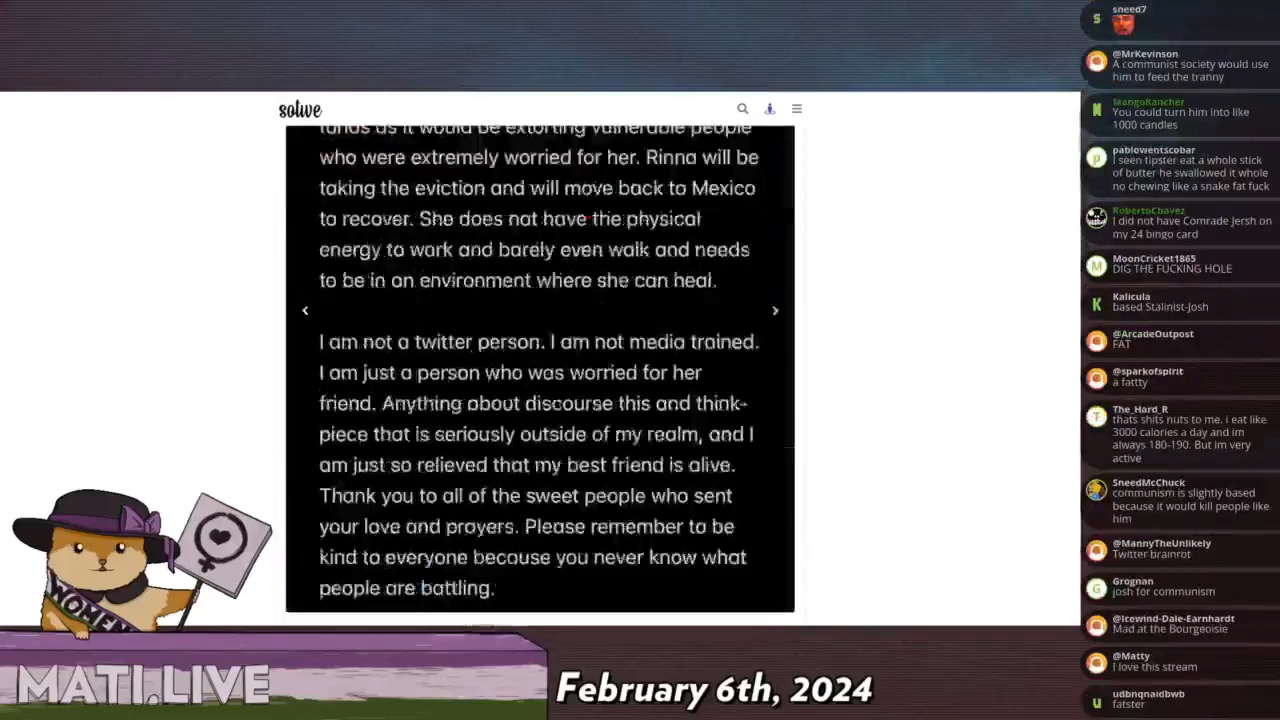 solive
funds as it would be extorting vulnerable people
who were extremely worried for her. Rinna will be
taking the eviction and will move back to Mexico
to recover. She does not have the physical
energy to work and barely even walk and needs
to be in an environment where she can heal.
I am not a twitter person. I am not media trained.
I am just a person who was worried for her
friend. Anything about discourse this and think-
piece that is seriously outside of my realm, and I
am just so relieved that my best friend is alive.
Thank you to all of the sweet people who sent
your love and prayers. Please remember to be
kind to everyone because you never know what
people are battling.
WOMEN
MATI.LIVE
February 6th, 2024
S
sneed7
@MrKevinson
A communist society would use
him to feed the tranny
MangoRancher
You could turn him into like
1000 candles
pablowentscobar
I seen tipster eat a whole stick
of butter he swallowed it whole
no chewing like a snake fat fuck
RobertoChavez
I did not have Comrade Jersh on
my 24 bingo card
M
MoonCricket1865
DIG THE FUCKING HOLE
K
Kalicula
based Stalinist-Josh
@ArcadeOutpost
FAT
@sparkofspirit
a fattty
T
The_Hard_R
thats shits nuts to me. i eat like
3000 calories a day and im
always 180-190. But im very
active
SneedMcChuck
communism is slightly based
because it would kill people like
him
@MannyTheUnlikely
Twitter brainrot
G
Grognan
josh for communism
@Icewind-Dale-Earnhardt
Mad at the Bourgeoisie
@Matty
I love this stream
u
udbnqnaidbwb
fatster